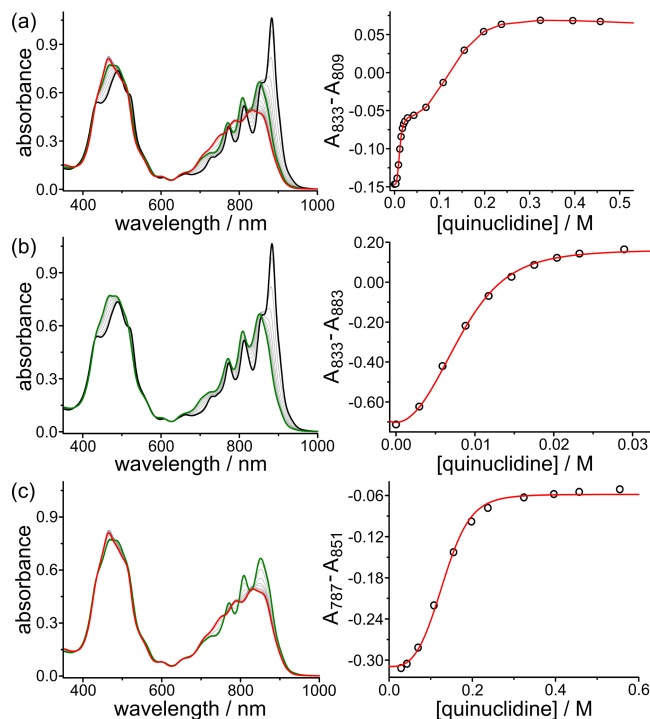 (a)
absorbance
0.9
0.6
0.3
0.0
400 600 800 1000
wavelength / nm
A833-A809
0.05
0.00
-0.05
-0.10
-0.15
0.0 0.1 0.2 0.3 0.4 0.5
[quinuclidine] / M
(b)
absorbance
0.9
0.6
0.3
0.0
400 600 800 1000
wavelength / nm
A833-A883
0.20
0.00
-0.20
-0.40
-0.60
0.00 0.01 0.02 0.03
[quinuclidine] / M
(c)
absorbance
0.9
0.6
0.3
0.0
400 600 800 1000
wavelength / nm
A787-A851
-0.06
-0.12
-0.18
-0.24
-0.30
0.0 0.2 0.4 0.6
[quinuclidine] / M